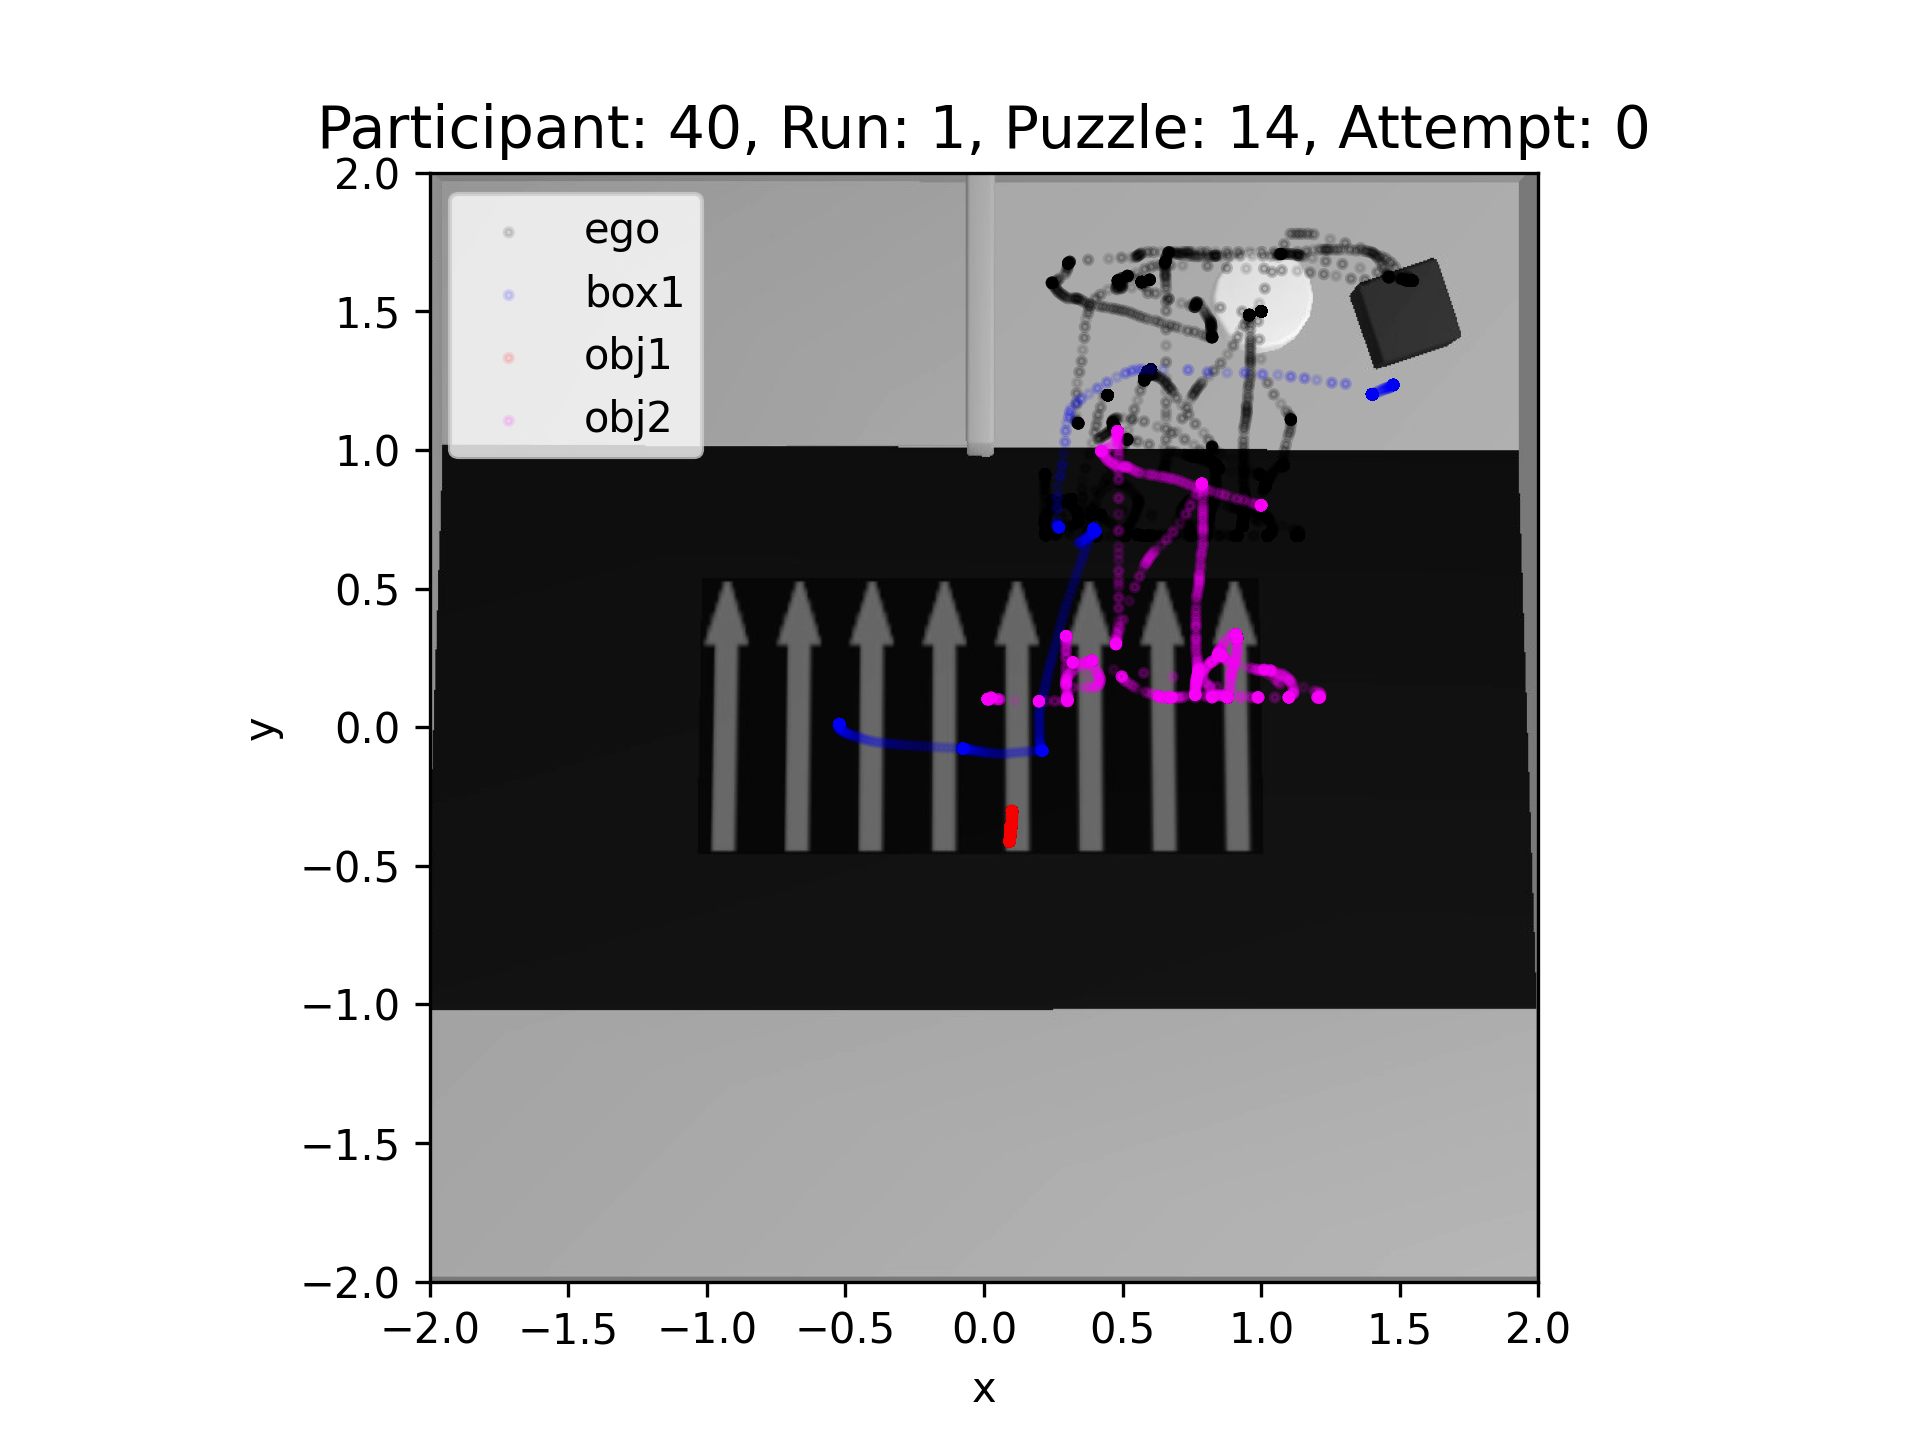 Participant: 40, Run: 1, Puzzle: 14, Attempt: 0
2.0
1.5
1.0
0.5
0.0
−0.5
−1.0
−1.5
−2.0
y
ego
box1
obj1
obj2
−2.0 −1.5 −1.0 −0.5 0.0 0.5 1.0 1.5 2.0
x